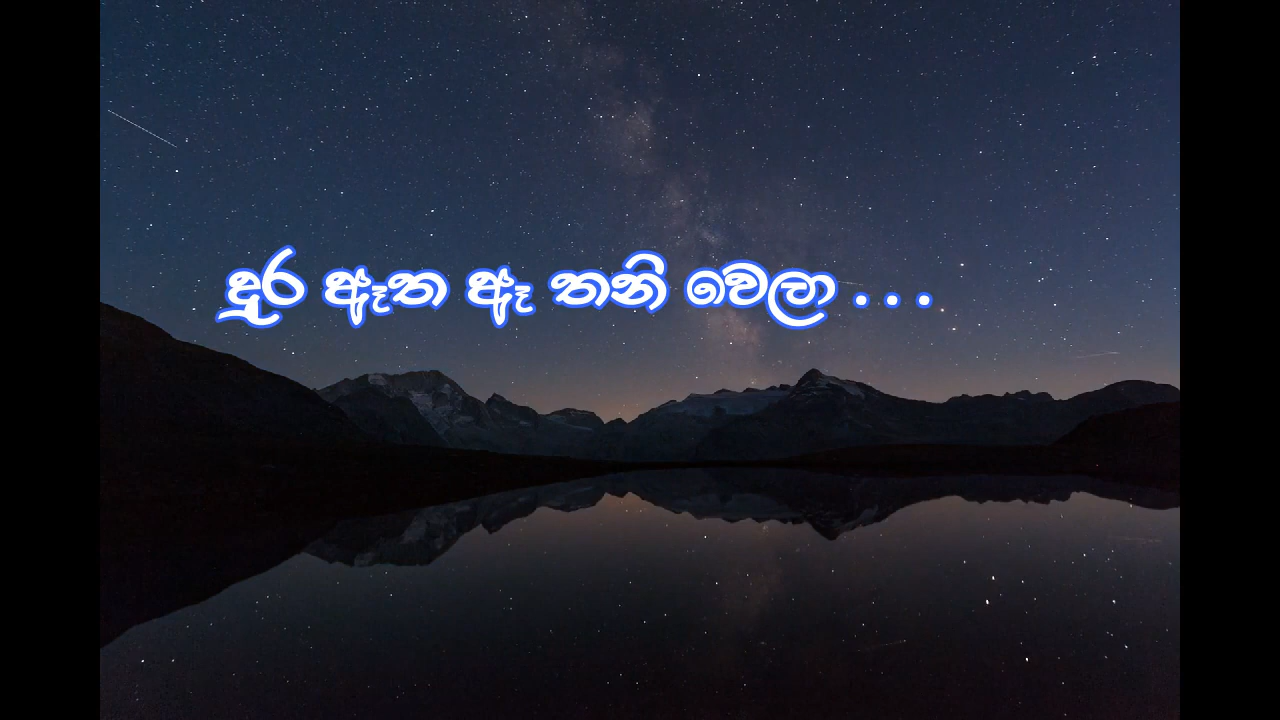 දුර ඈත ඈ තනි වෙලා . . .